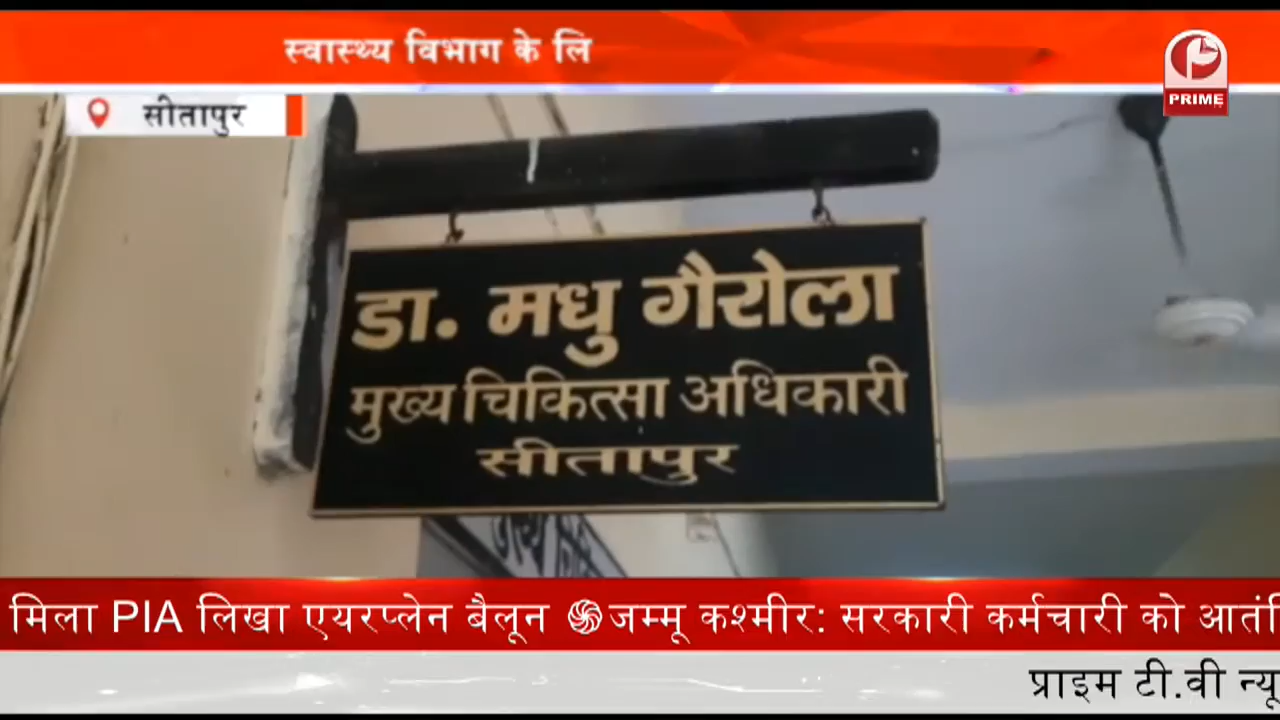 स्वास्थ्य विभाग के लि
PRIME
सीतापुर
डा. मधु गैरोला
मुख्य चिकित्सा अधिकारी
सीतापुर
मिला PIA लिखा एयरप्लेन बैलून जम्मू कश्मीर: सरकारी कर्मचारी को आतं
प्राइम टी.वी न्यू